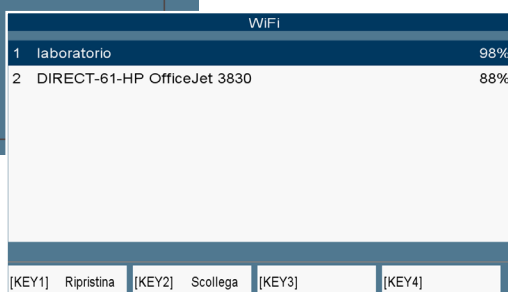 WiFi
1 laboratorio 98%
2 DIRECT-61-HP OfficeJet 3830 88%
[KEY1] Ripristina [KEY2] Scollega [KEY3] [KEY4]